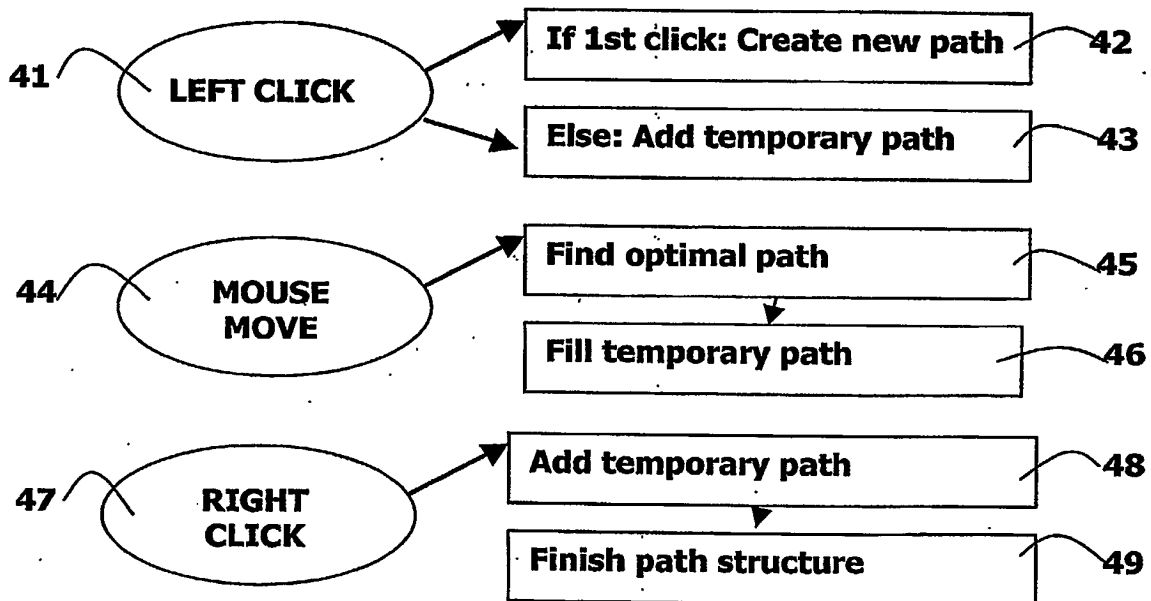 If 1st click: Create new path 42
41 LEFT CLICK
Else: Add temporary path 43
Find optimal path 45
44 MOUSE
MOVE
Fill temporary path 46
Add temporary path 48
47 RIGHT
CLICK
Finish path structure 49